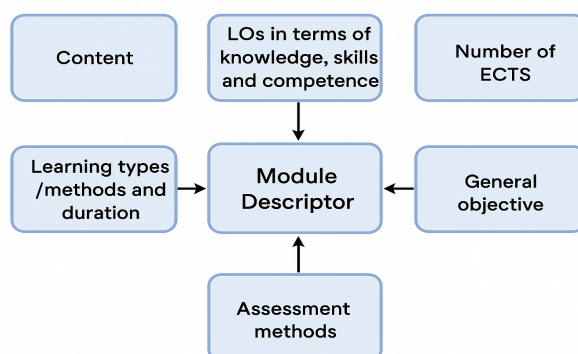 Content
LOs in terms of
knowledge, skills
and competence
Number of
ECTS
Learning types
/methods and
duration
Module
Descriptor
General
objective
Assessment
methods